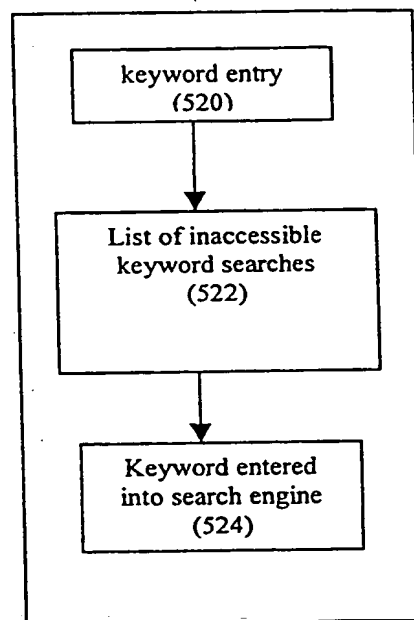 keyword entry
(520)
List of inaccessible
keyword searches
(522)
Keyword entered
into search engine
(524)